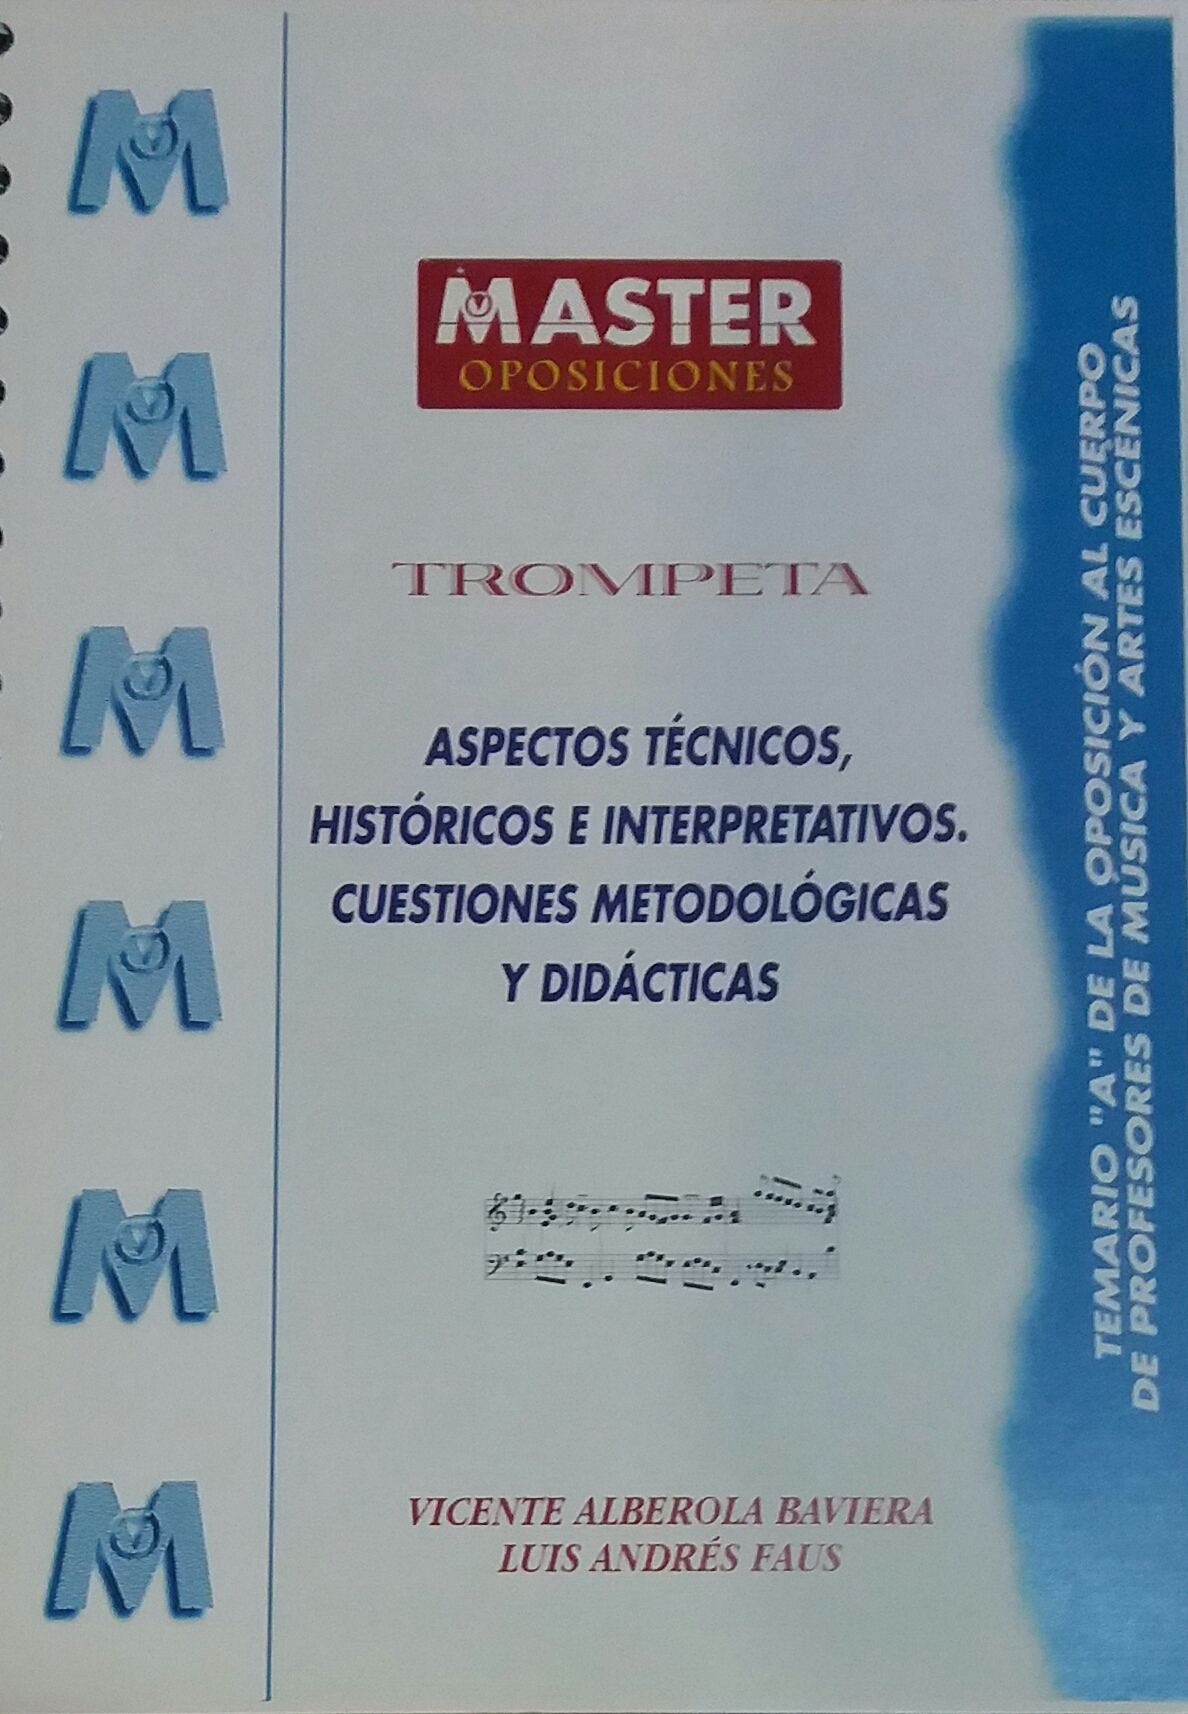 MASTER
OPOSICIONES
TROMPETA
ASPECTOS TÉCNICOS,
HISTÓRICOS E INTERPRETATIVOS.
CUESTIONES METODOLÓGICAS
Y DIDÁCTICAS
VICENTE ALBEROLA BAVIERA
LUIS ANDRÉS FAUS
TEMARIO "A" DE LA OPOSICIÓN AL CUERPO
DE PROFESORES DE MÚSICA Y ARTES ESCÉNICAS
M
V
M
V
M
V
M
V
M
V
M
V